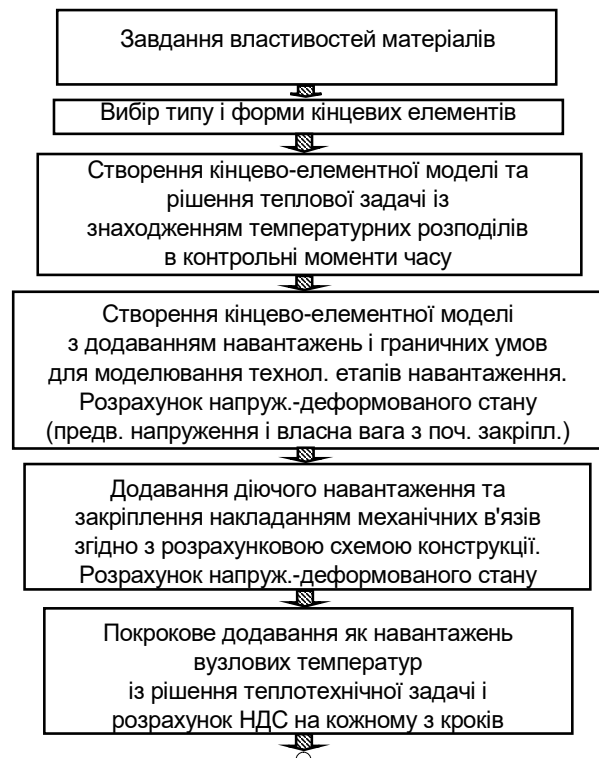 Завдання властивостей матеріалів
Вибір типу і форми кінцевих елементів
Створення кінцево-елементної моделі та
рішення теплової задачі із
знаходженням температурних розподілів
в контрольні моменти часу
Створення кінцево-елементної моделі
з додаванням навантажень і граничних умов
для моделювання технол. етапів навантаження.
Розрахунок напруж.-деформованого стану
(предв. напруження і власна вага з поч. закріпл.)
Додавання діючого навантаження та
закріплення накладанням механічних в'язів
згідно з розрахунковою схемою конструкції.
Розрахунок напруж.-деформованого стану
Покрокове додавання як навантажень
вузлових температур
із рішення теплотехнічної задачі і
розрахунок НДС на кожному з кроків